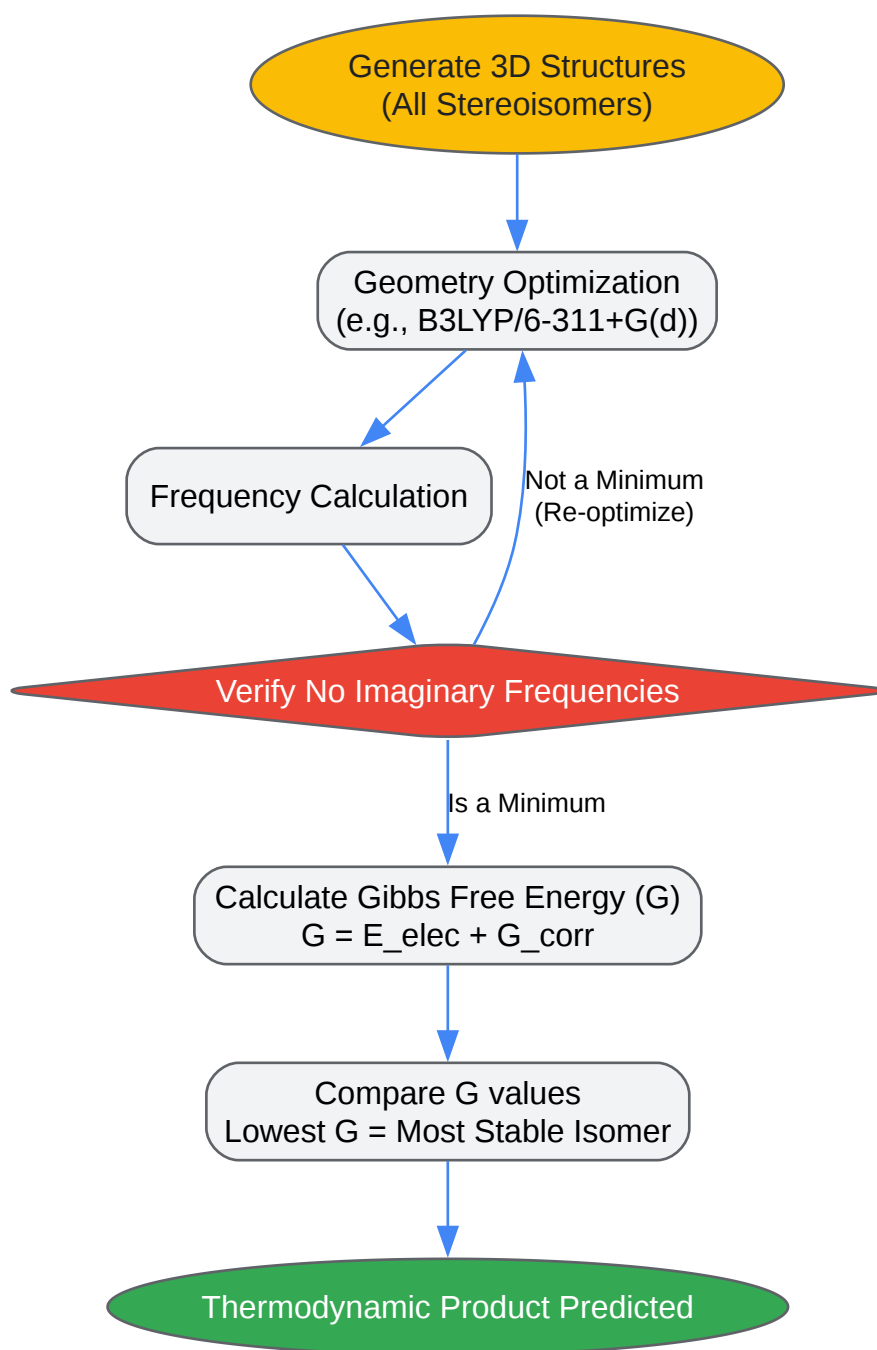 Generate 3D Structures
(All Stereoisomers)
Geometry Optimization
(e.g., B3LYP/6-311+G(d))
Frequency Calculation
Not a Minimum
(Re-optimize)
Verify No Imaginary Frequencies
Is a Minimum
Calculate Gibbs Free Energy (G)
G = E_elec + G_corr
Compare G values
Lowest G = Most Stable Isomer
Thermodynamic Product Predicted